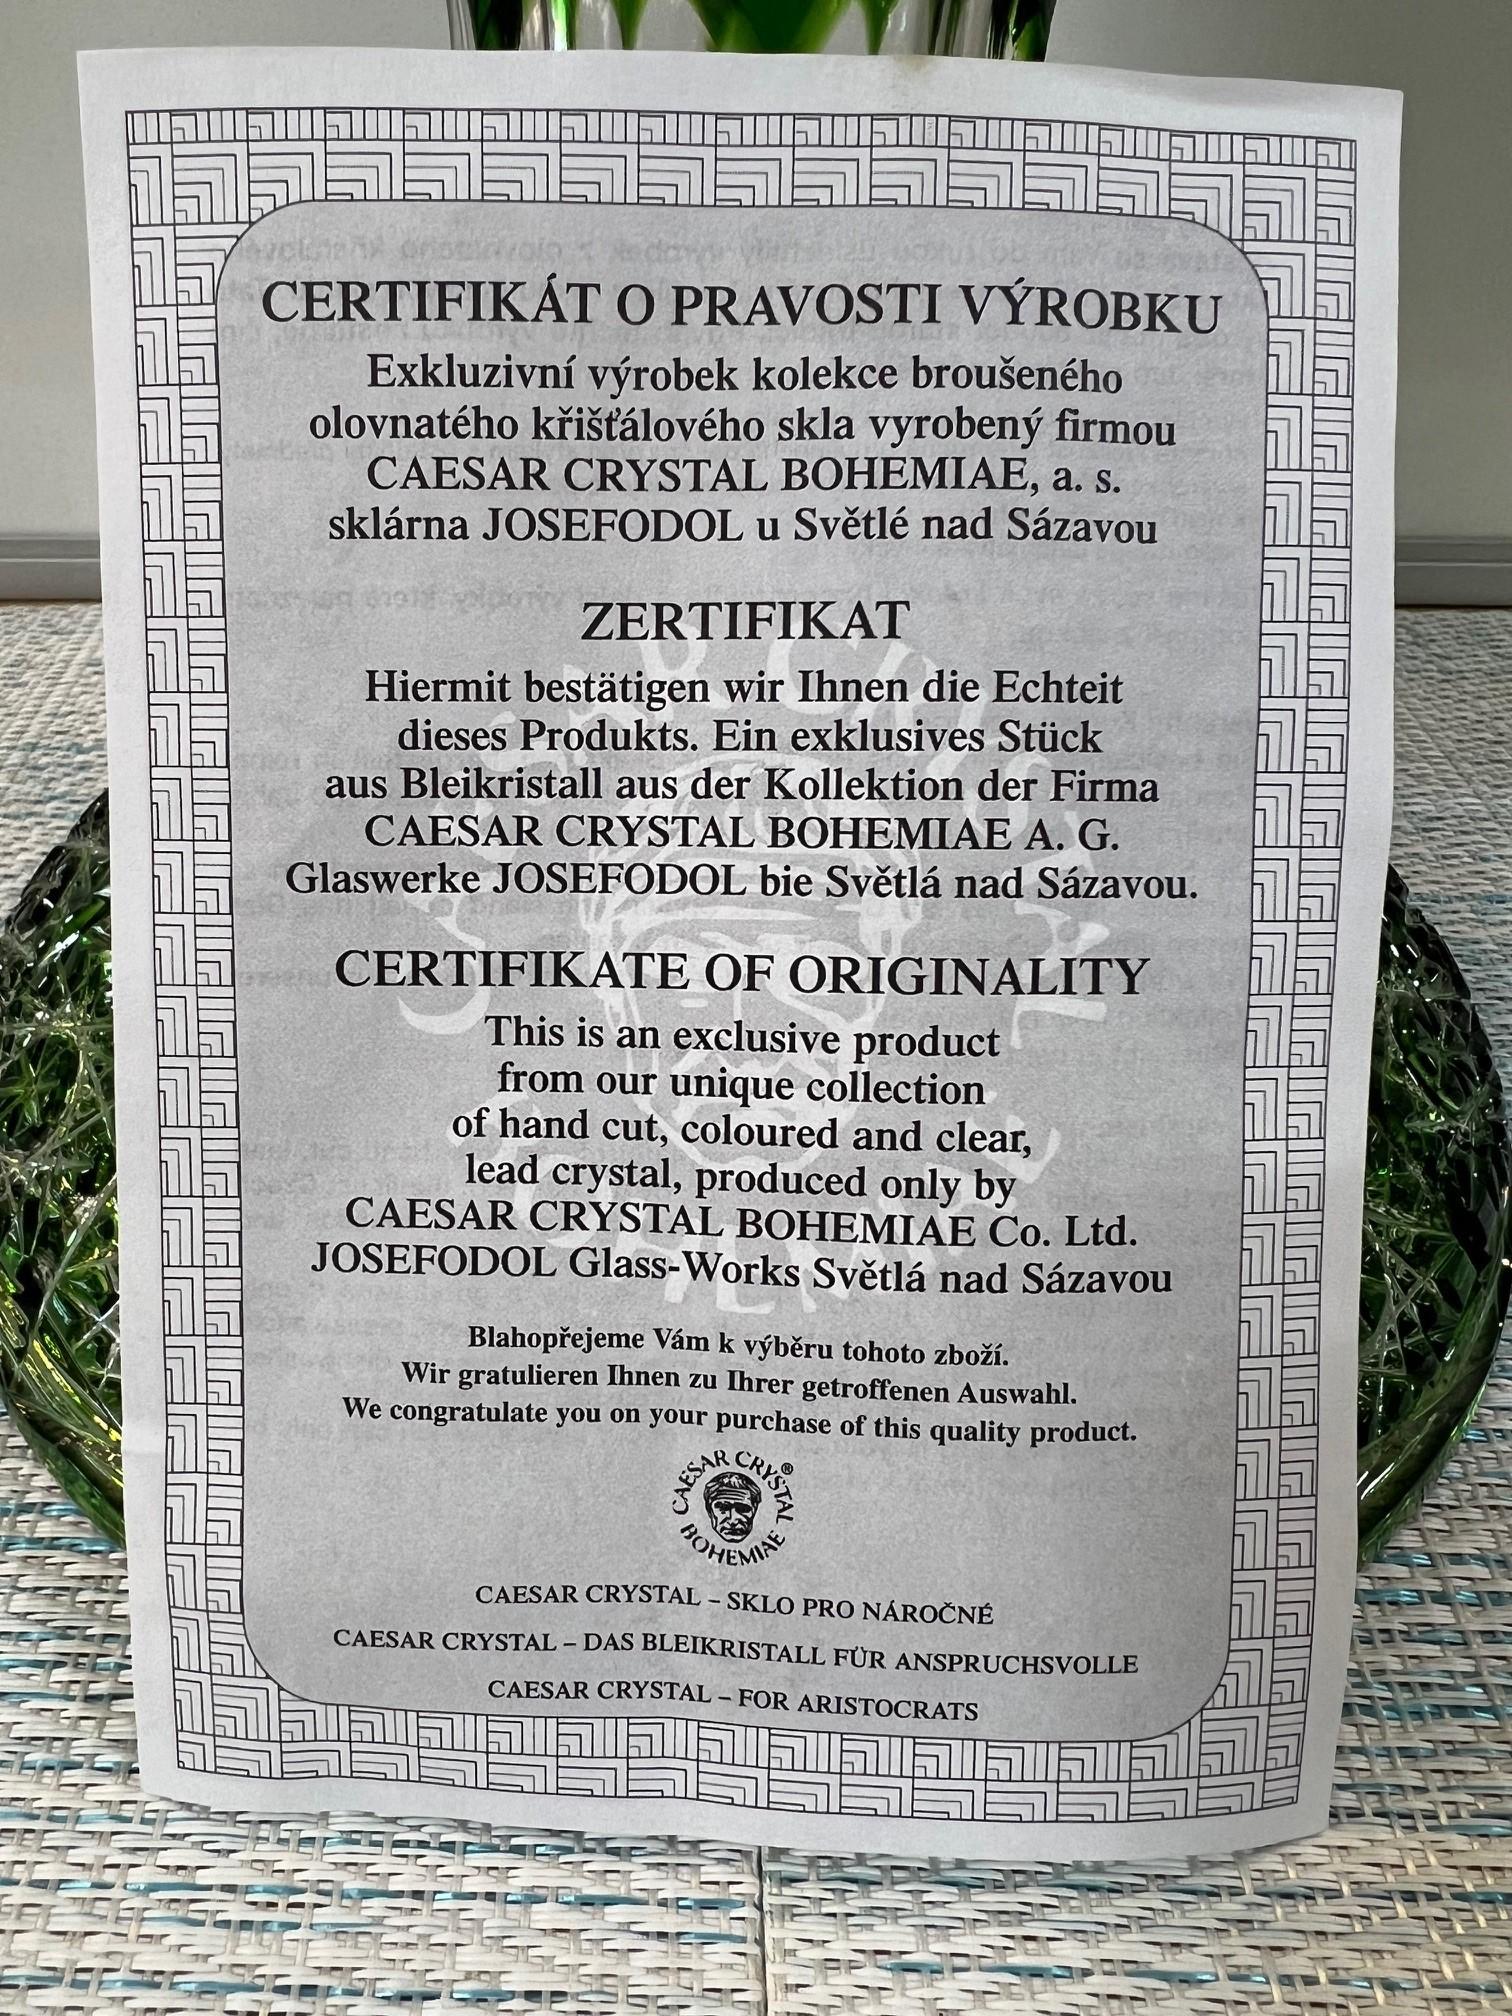 CERTIFIKÁT O PRAVOSTI VÝROBKU
Exkluzivní výrobek kolekce broušeného
olovnatého křišťálového skla vyrobený firmou
CAESAR CRYSTAL BOHEMIAE, a. s.
sklárna JOSEFODOL u Světlé nad Sázavou
ZERTIFIKAT
Hiermit bestätigen wir Ihnen die Echteit
dieses Produkts. Ein exklusives Stück
aus Bleikristall aus der Kollektion der Firma
CAESAR CRYSTAL BOHEMIAE A. G.
Glaswerke JOSEFODOL bie Světlá nad Sázavou.
CERTIFIKATE OF ORIGINALITY
This is an exclusive product
from our unique collection
of hand cut, coloured and clear,
lead crystal, produced only by
CAESAR CRYSTAL BOHEMIAE Co. Ltd.
JOSEFODOL Glass-Works Světlá nad Sázavou
Blahopřejeme Vám k výběru tohoto zboží.
Wir gratulieren Ihnen zu Ihrer getroffenen Auswahl.
We congratulate you on your purchase of this quality product.
CAESAR CRYSTAL®
BOHEMIAE
CAESAR CRYSTAL – SKLO PRO NÁROČNÉ
CAESAR CRYSTAL – DAS BLEIKRISTALL FÜR ANSPRUCHSVOLLE
CAESAR CRYSTAL – FOR ARISTOCRATS